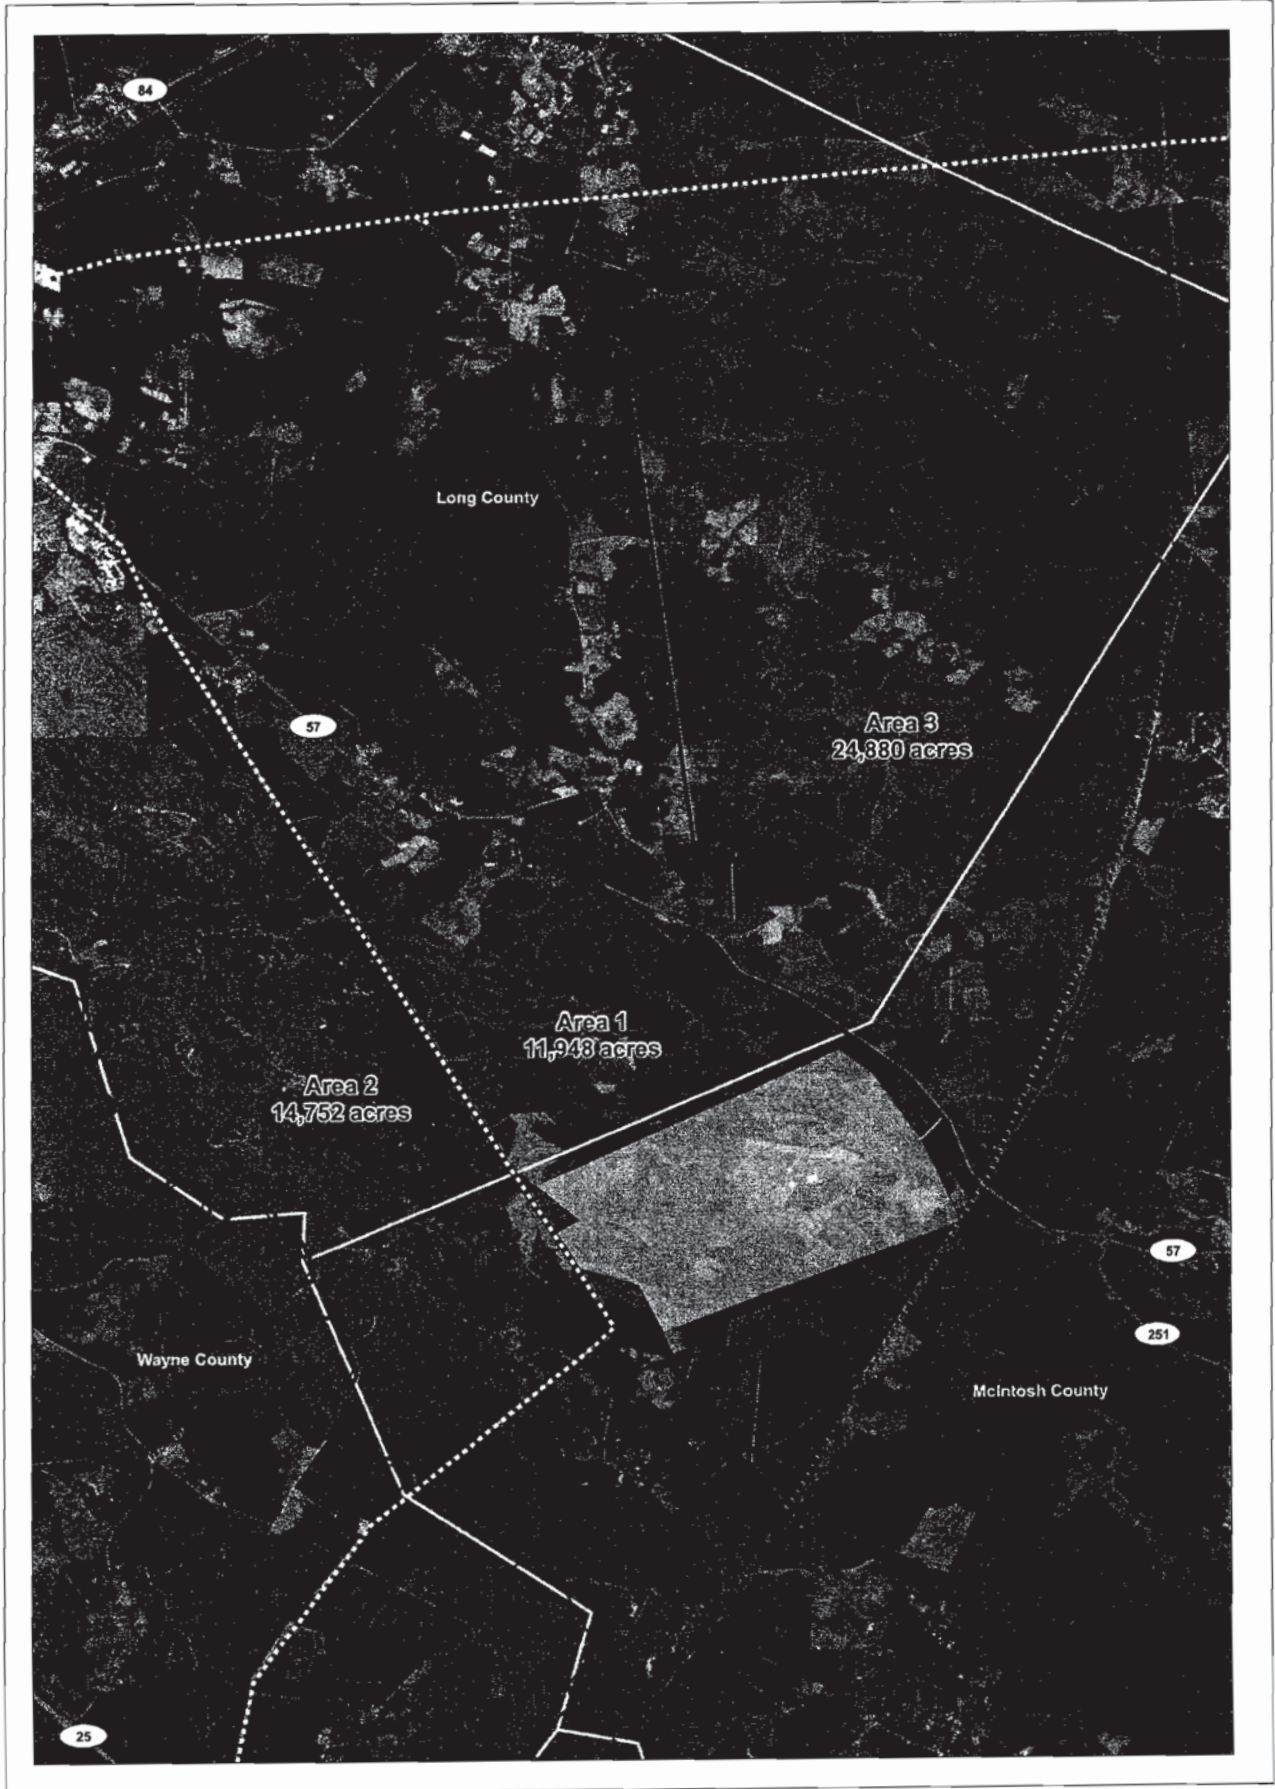 84
Long County
57
Area 3
24,880 acres
Area 1
11,948 acres
Area 2
14,752 acres
57
251
Wayne County
McIntosh County
25